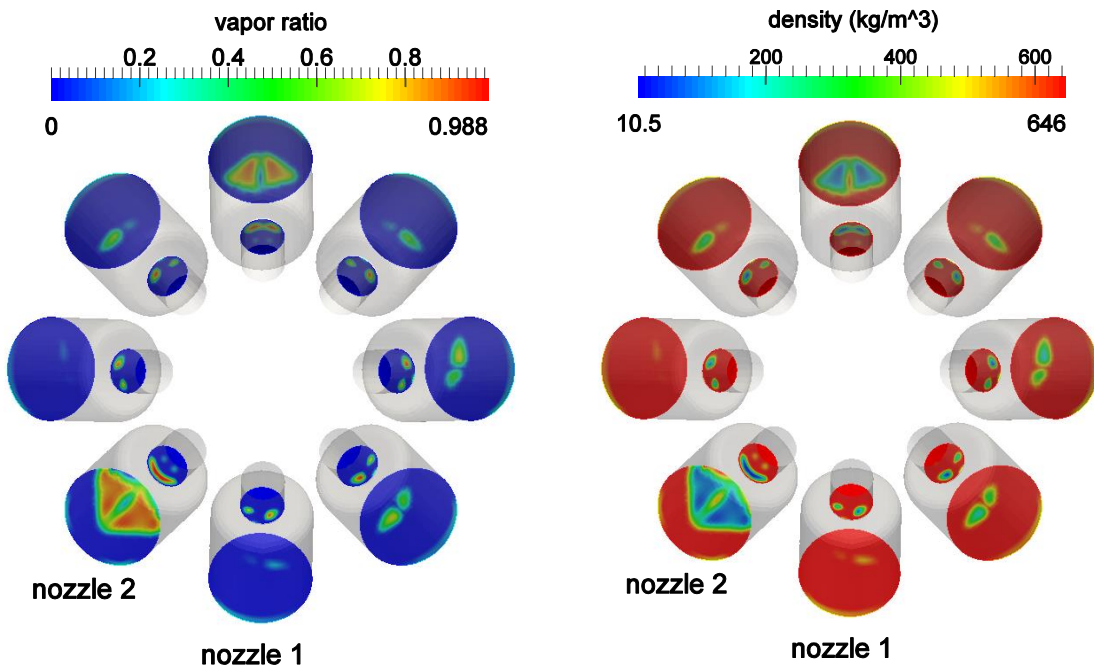 vapor ratio
0.2 0.4 0.6 0.8
0 0.988
nozzle 2
nozzle 1
density (kg/m^3)
200 400 600
10.5 646
nozzle 2
nozzle 1